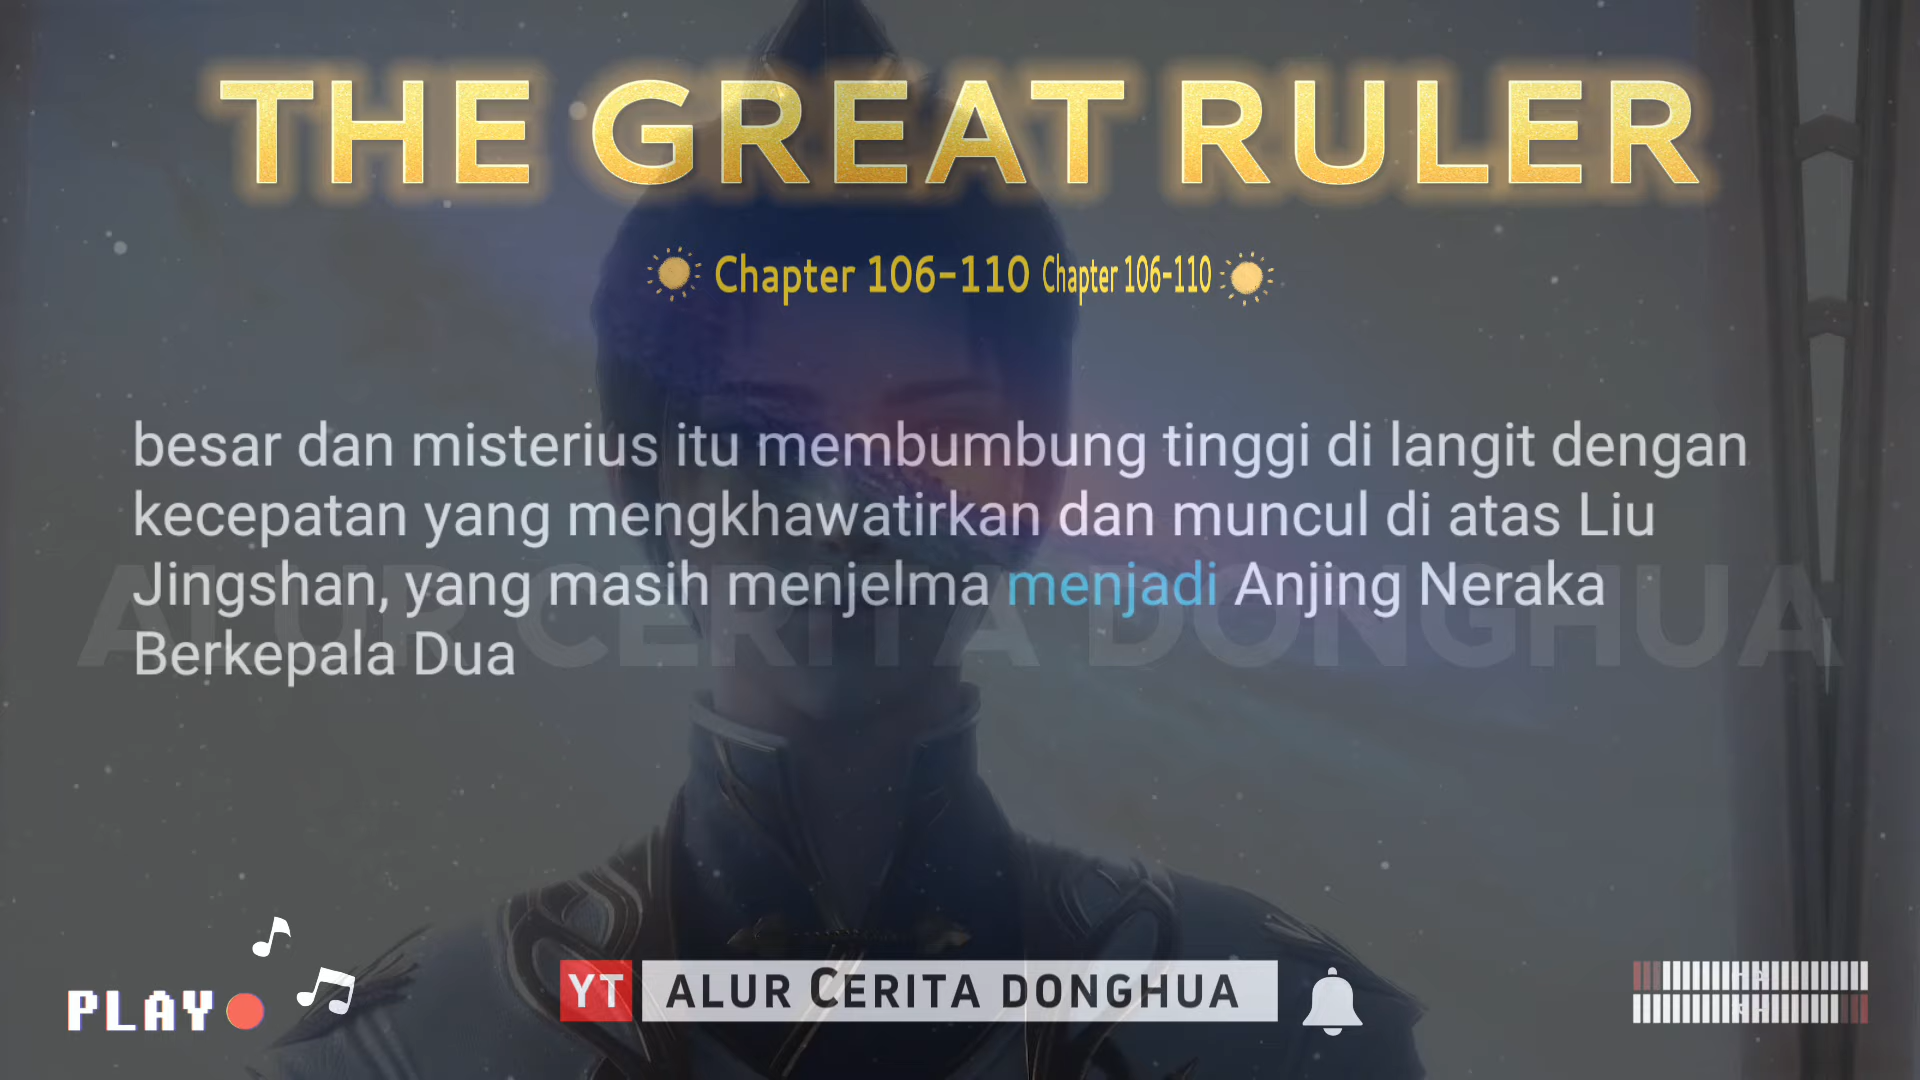 THE GREAT RULER
Chapter 106-110 Chapter 106-110
besar dan misterius itu membumbung tinggi di langit dengan
kecepatan yang mengkhawatirkan dan muncul di atas Liu
Jingshan, yang masih menjelma menjadi Anjing Neraka
Berkepala Dua
ALUR CERITA DONGHUA
PLAY
YT ALUR CERITA DONGHUA